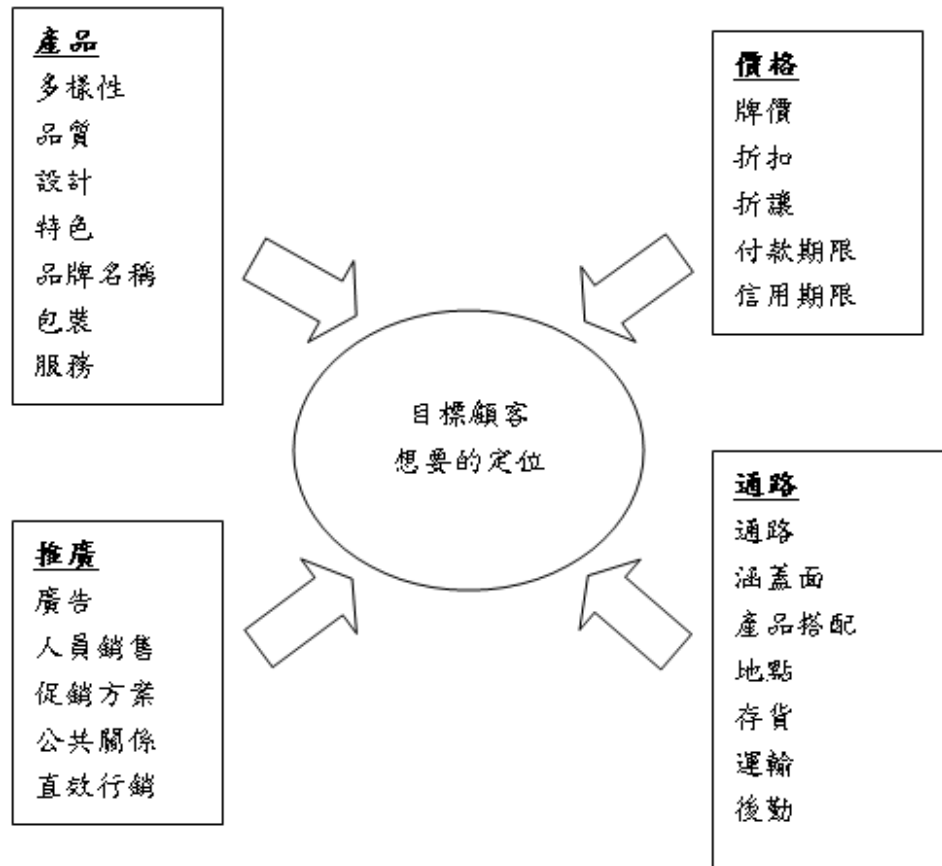 產品
多樣性
品質
設計
特色
品牌名稱
包裝
服務
價格
牌價
折扣
折讓
付款期限
信用期限
目標顧客
想要的定位
推廣
廣告
人員銷售
促銷方案
公共關係
直效行銷
通路
通路
涵蓋面
產品搭配
地點
存貨
運輸
後勤